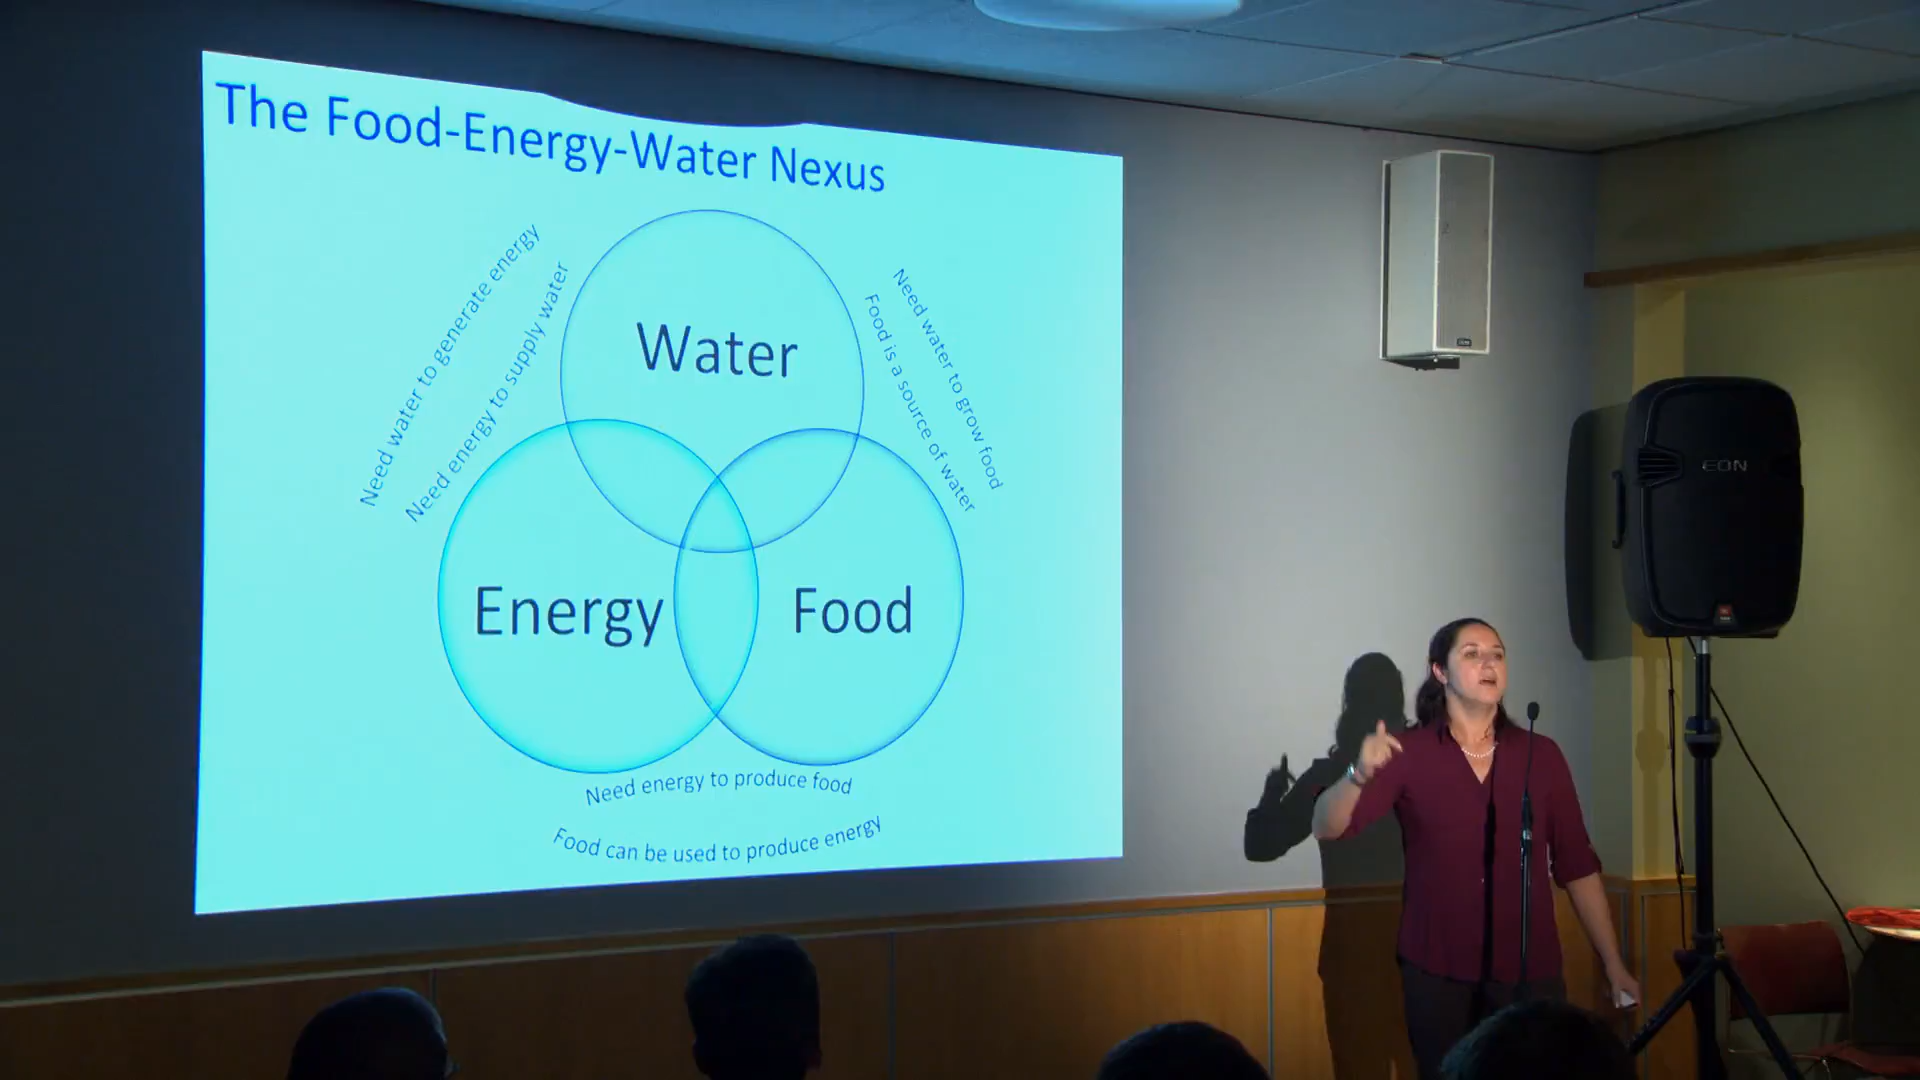 The Food-Energy-Water Nexus
Need water to generate energy
Need energy to supply water
Need water to grow food
Food is a source of water
Water
Energy
Food
Need energy to produce food
Food can be used to produce energy
EON